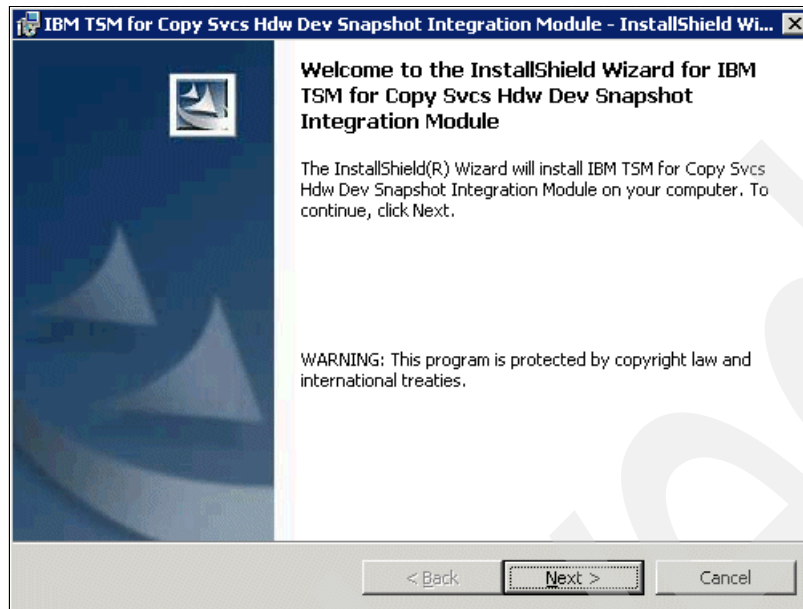 IBM TSM for Copy Svcs Hdw Dev Snapshot Integration Module - InstallShield Wi...
Welcome to the InstallShield Wizard for IBM
TSM for Copy Svcs Hdw Dev Snapshot
Integration Module
The InstallShield(R) Wizard will install IBM TSM for Copy Svcs
Hdw Dev Snapshot Integration Module on your computer. To
continue, click Next.
WARNING: This program is protected by copyright law and
international treaties.
< Back
Next >
Cancel